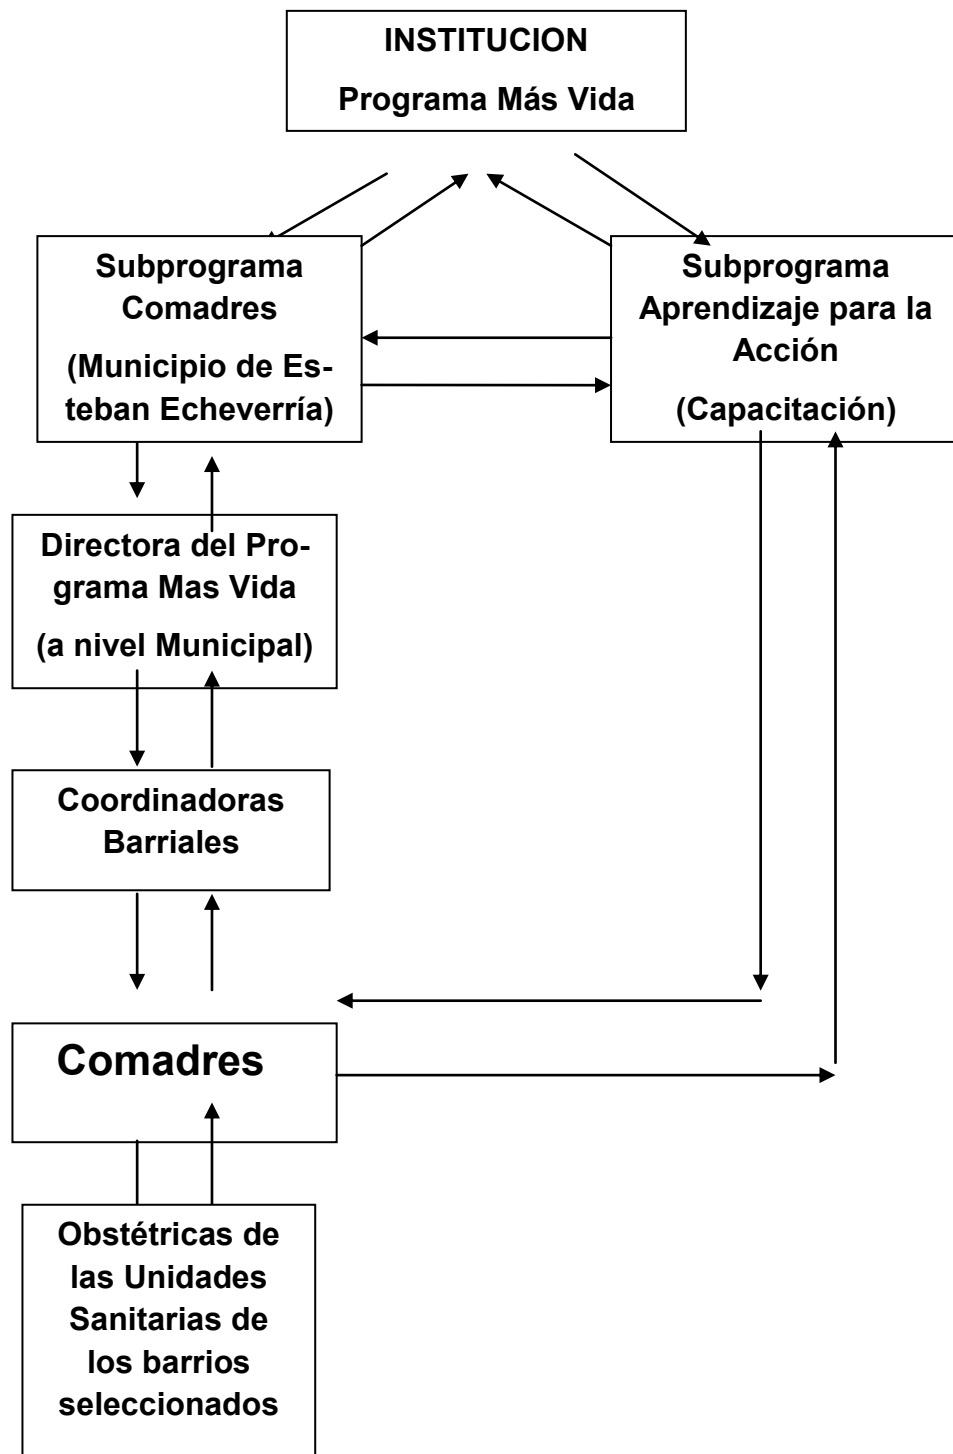 INSTITUCION
Programa Más Vida
Subprograma
Comadres
(Municipio de Es-
teban Echeverría)
Subprograma
Aprendizaje para la
Acción
(Capacitación)
Directora del Pro-
grama Mas Vida
(a nivel Municipal)
Coordinadoras
Barriales
Comadres
Obstétricas de
las Unidades
Sanitarias de
los barrios
seleccionados